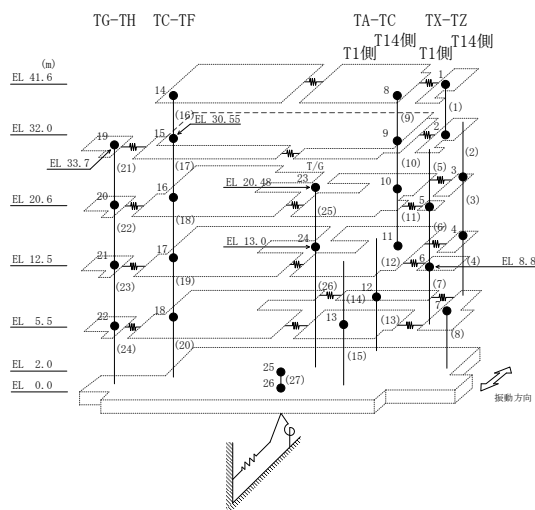 TG-TH TC-TF TA-TC TX-TZ
T1側 T14側 T1側 T14側
(m)
EL 41.6
14 8 1
(16) EL 30.55 (9) (1)
EL 32.0
19 15 9 2
EL 33.7 (21) (17) (10) (2)
T/G
(5) 3
EL 20.48 23 10
16 (3)
EL 20.6 20 (25) (11) 5
(22) (18)
24 (6) 4
EL 13.0 11
EL 12.5 21 17 (12) 6 (4) EL 8.8
(23) (19) (26) (14) 12 (7)
EL 5.5 22 18 13 (13) 7
(24) (20) (15) (8)
EL 2.0
25
EL 0.0 26 (27)
振動方向